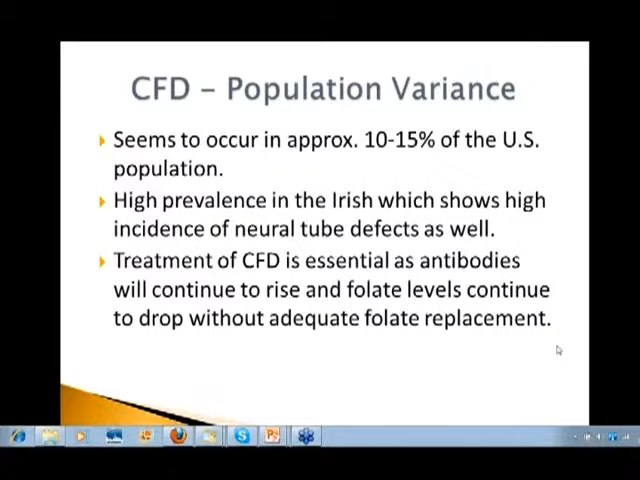 CFD – Population Variance
Seems to occur in approx. 10-15% of the U.S.
population.
High prevalence in the Irish which shows high
incidence of neural tube defects as well.
Treatment of CFD is essential as antibodies
will continue to rise and folate levels continue
to drop without adequate folate replacement.